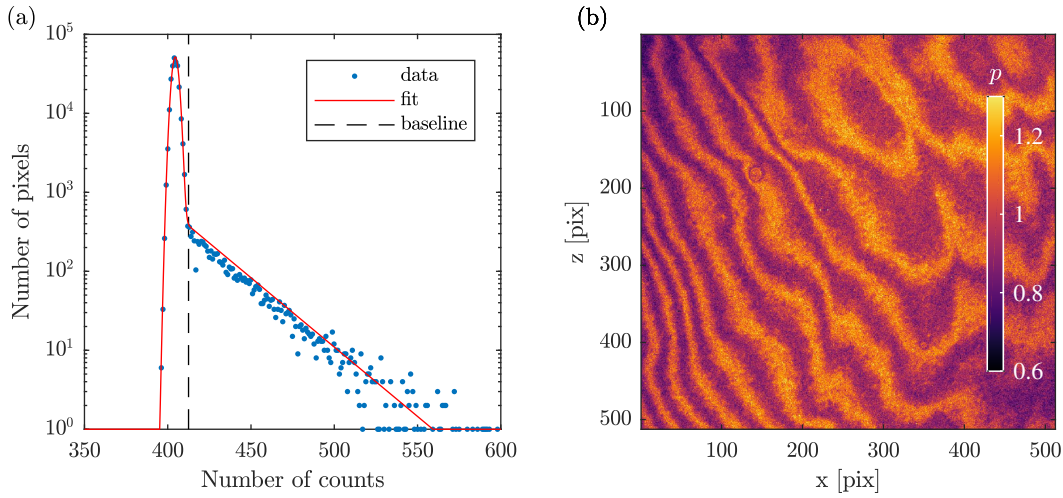 (a)
10^5
10^4
10^3
10^2
10^1
10^0
Number of pixels
350
400
450
500
550
600
Number of counts
data
fit
baseline
(b)
100
200
300
400
500
z [pix]
100
200
300
400
500
x [pix]
p
1.2
1
0.8
0.6